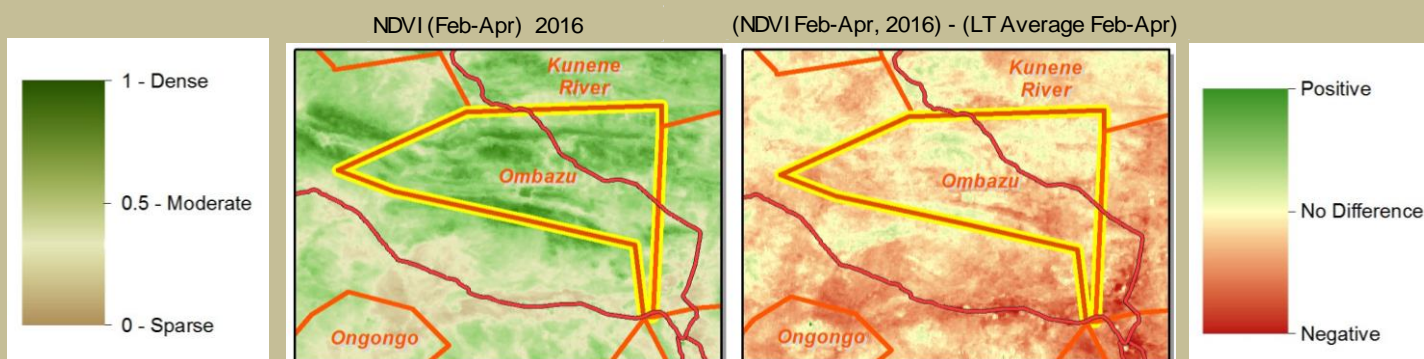 NDVI (Feb-Apr) 2016
(NDVI Feb-Apr, 2016) - (LT Average Feb-Apr)
1 - Dense
0.5 - Moderate
0 - Sparse
Kunene
River
Ombazu
Ongongo
Kunene
River
Ombazu
Ongongo
Positive
No Difference
Negative